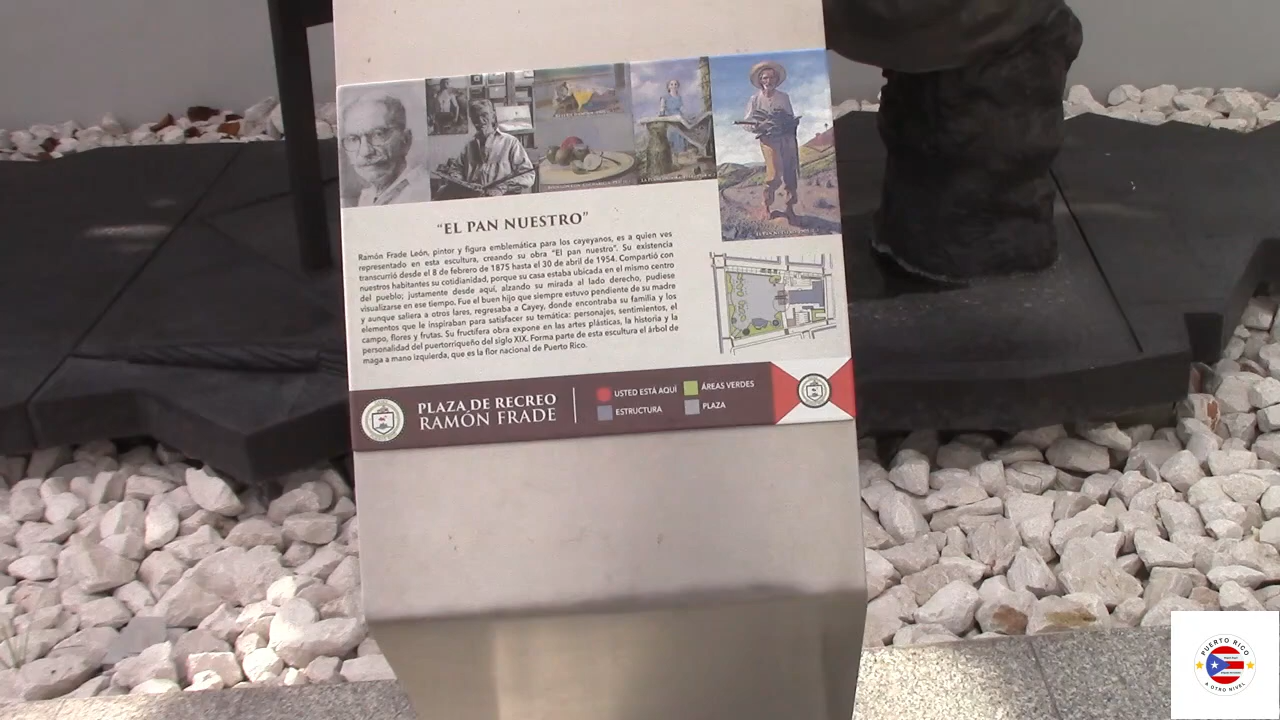 "EL PAN NUESTRO"
Ramón Frade León, pintor y figura emblemática para los cayeyanos, es a quien ves
representado en esta escultura, creando su obra "El pan nuestro". Su existencia
transcurrió desde el 8 de febrero de 1875 hasta el 30 de abril de 1954. Compartió con
nuestros habitantes su cotidianidad, porque su casa estaba ubicada en el mismo centro
del pueblo; justamente desde aquí, alzando su mirada al lado derecho, pudiese
visualizarse en ese tiempo. Fue el buen hijo que siempre estuvo pendiente de su madre
y aunque saliera a otros lares, regresaba a Cayey, donde encontraba su familia y los
elementos que le inspiraban para satisfacer su temática: personajes, sentimientos, el
campo, flores y frutas. Su fructífera obra expone en las artes plásticas, la historia y la
personalidad del puertorriqueño del siglo XIX. Forma parte de esta escultura el árbol de
maga a mano izquierda, que es la flor nacional de Puerto Rico.
PLAZA DE RECREO
RAMÓN FRADE
USTED ESTÁ AQUÍ
ÁREAS VERDES
ESTRUCTURA
PLAZA
PUERTO RICO
A OTRO NIVEL